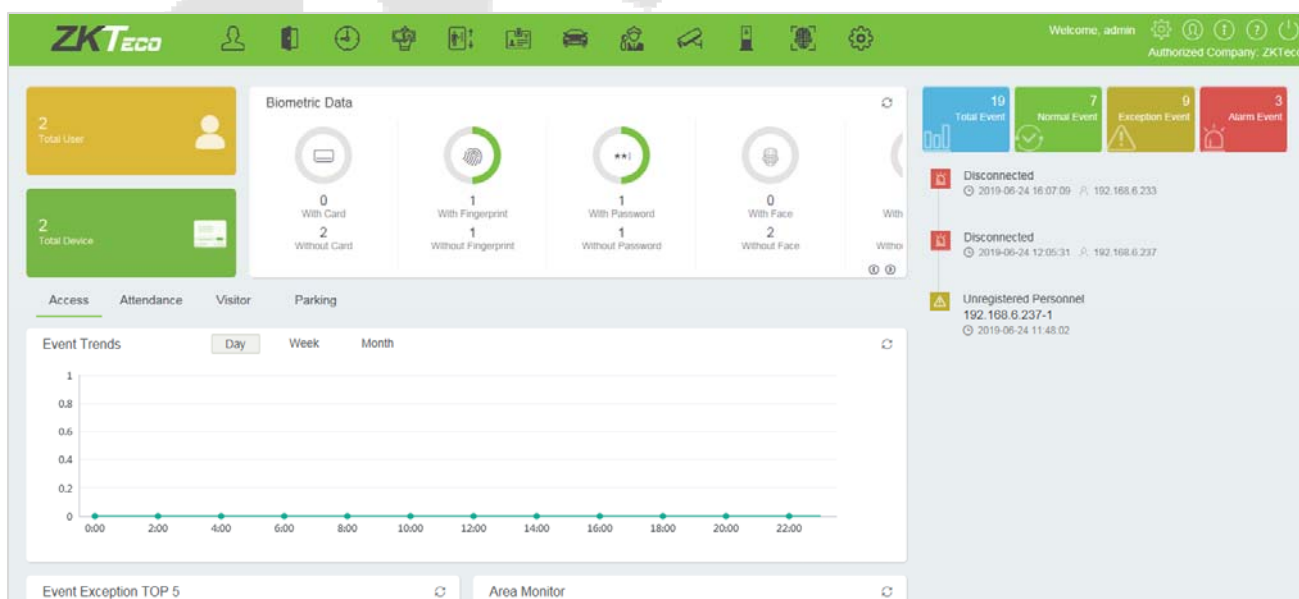 ZKTECO
Welcome, admin
Authorized Company: ZKTeco
2
Total User
2
Total Device
Biometric Data
0
With Card
2
Without Card
1
With Fingerprint
1
Without Fingerprint
**|
1
With Password
1
Without Password
0
With Face
2
Without Face
With
Witho
19
Total Event
7
Normal Event
9
Exception Event
3
Alarm Event
Disconnected
2019-06-24 16:07:09 192.168.6.233
Disconnected
2019-06-24 12:05:31 192.168.6.237
Unregistered Personnel
192.168.6.237-1
2019-06-24 11:48:02
Access Attendance Visitor Parking
Event Trends Day Week Month
1
0.8
0.6
0.4
0.2
0
0:00 2:00 4:00 6:00 8:00 10:00 12:00 14:00 16:00 18:00 20:00 22:00
Event Exception TOP 5
Area Monitor